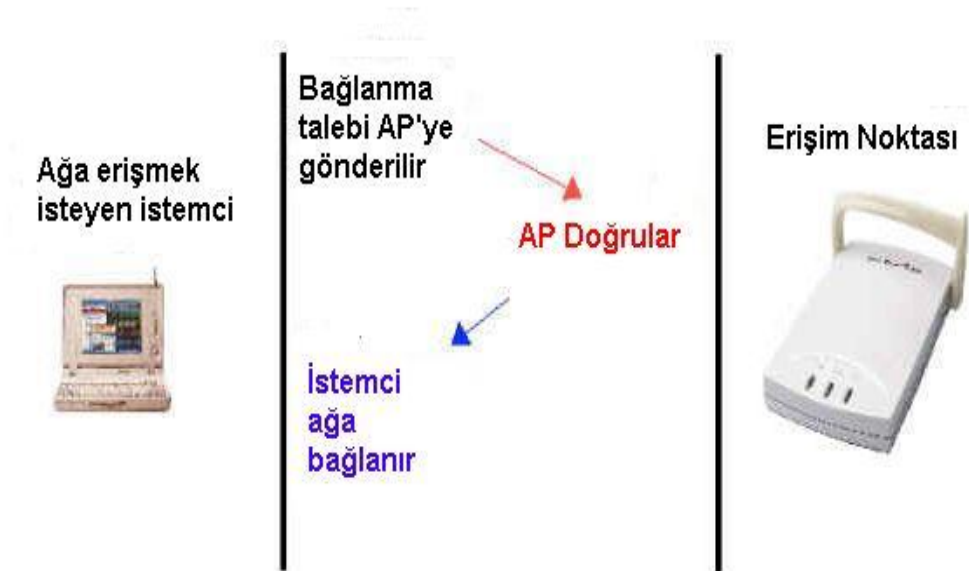 Ağa erişmek
isteyen istemci
Bağlanma
talebi AP'ye
gönderilir
AP Doğrular
İstemci
ağa
bağlanır
Erişim Noktası